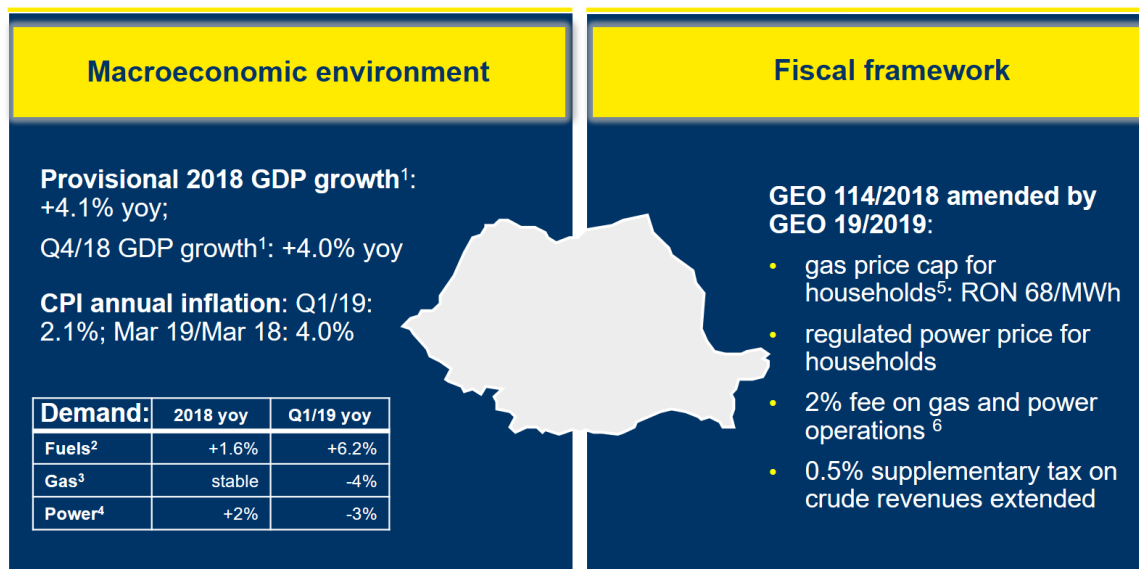 Macroeconomic environment
Provisional 2018 GDP growth¹:
+4.1% yoy;
Q4/18 GDP growth¹: +4.0% yoy
CPI annual inflation: Q1/19:
2.1%; Mar 19/Mar 18: 4.0%
Demand: 2018 yoy Q1/19 yoy
Fuels² +1.6% +6.2%
Gas³ stable -4%
Power⁴ +2% -3%
Fiscal framework
GEO 114/2018 amended by
GEO 19/2019:
• gas price cap for
households⁵: RON 68/MWh
• regulated power price for
households
• 2% fee on gas and power
operations ⁶
• 0.5% supplementary tax on
crude revenues extended